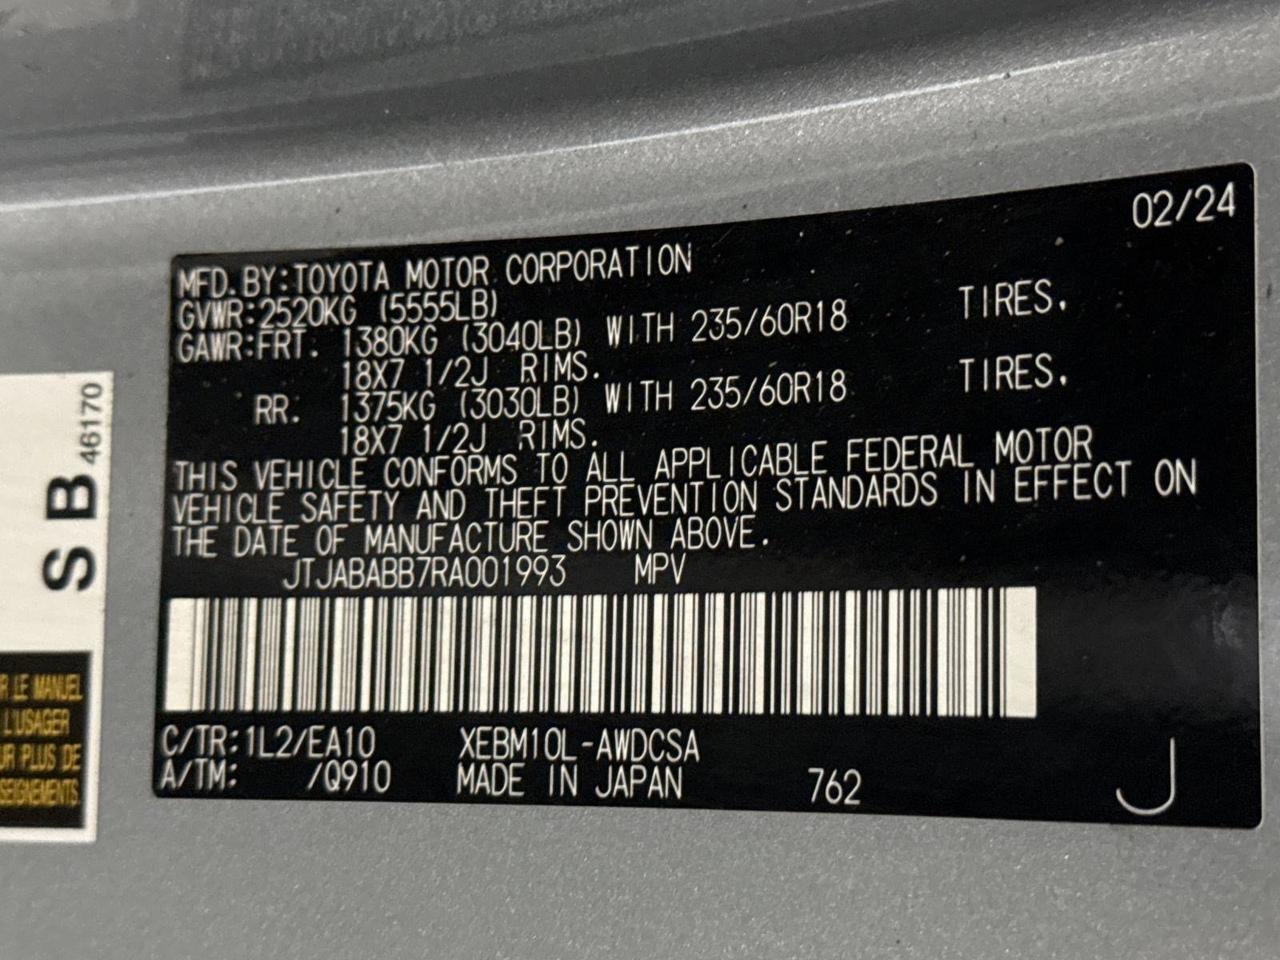 02/24
MFD. BY:TOYOTA MOTOR CORPORATION
GVWR:2520KG (5555LB)
GAWR:FRT. 1380KG (3040LB) WITH 235/60R18 TIRES.
18X7 1/2J RIMS.
RR. 1375KG (3030LB) WITH 235/60R18 TIRES.
18X7 1/2J RIMS.
THIS VEHICLE CONFORMS TO ALL APPLICABLE FEDERAL MOTOR
VEHICLE SAFETY AND THEFT PREVENTION STANDARDS IN EFFECT ON
THE DATE OF MANUFACTURE SHOWN ABOVE.
JTJABABB7RA001993 MPV
C/TR:1L2/EA10 XEBM10L-AWDCSA
A/TM: /Q910 MADE IN JAPAN 762 J
S B 46170
R LE MANUEL
L'USAGER
UR PLUS DE
SEIGNEMENTS